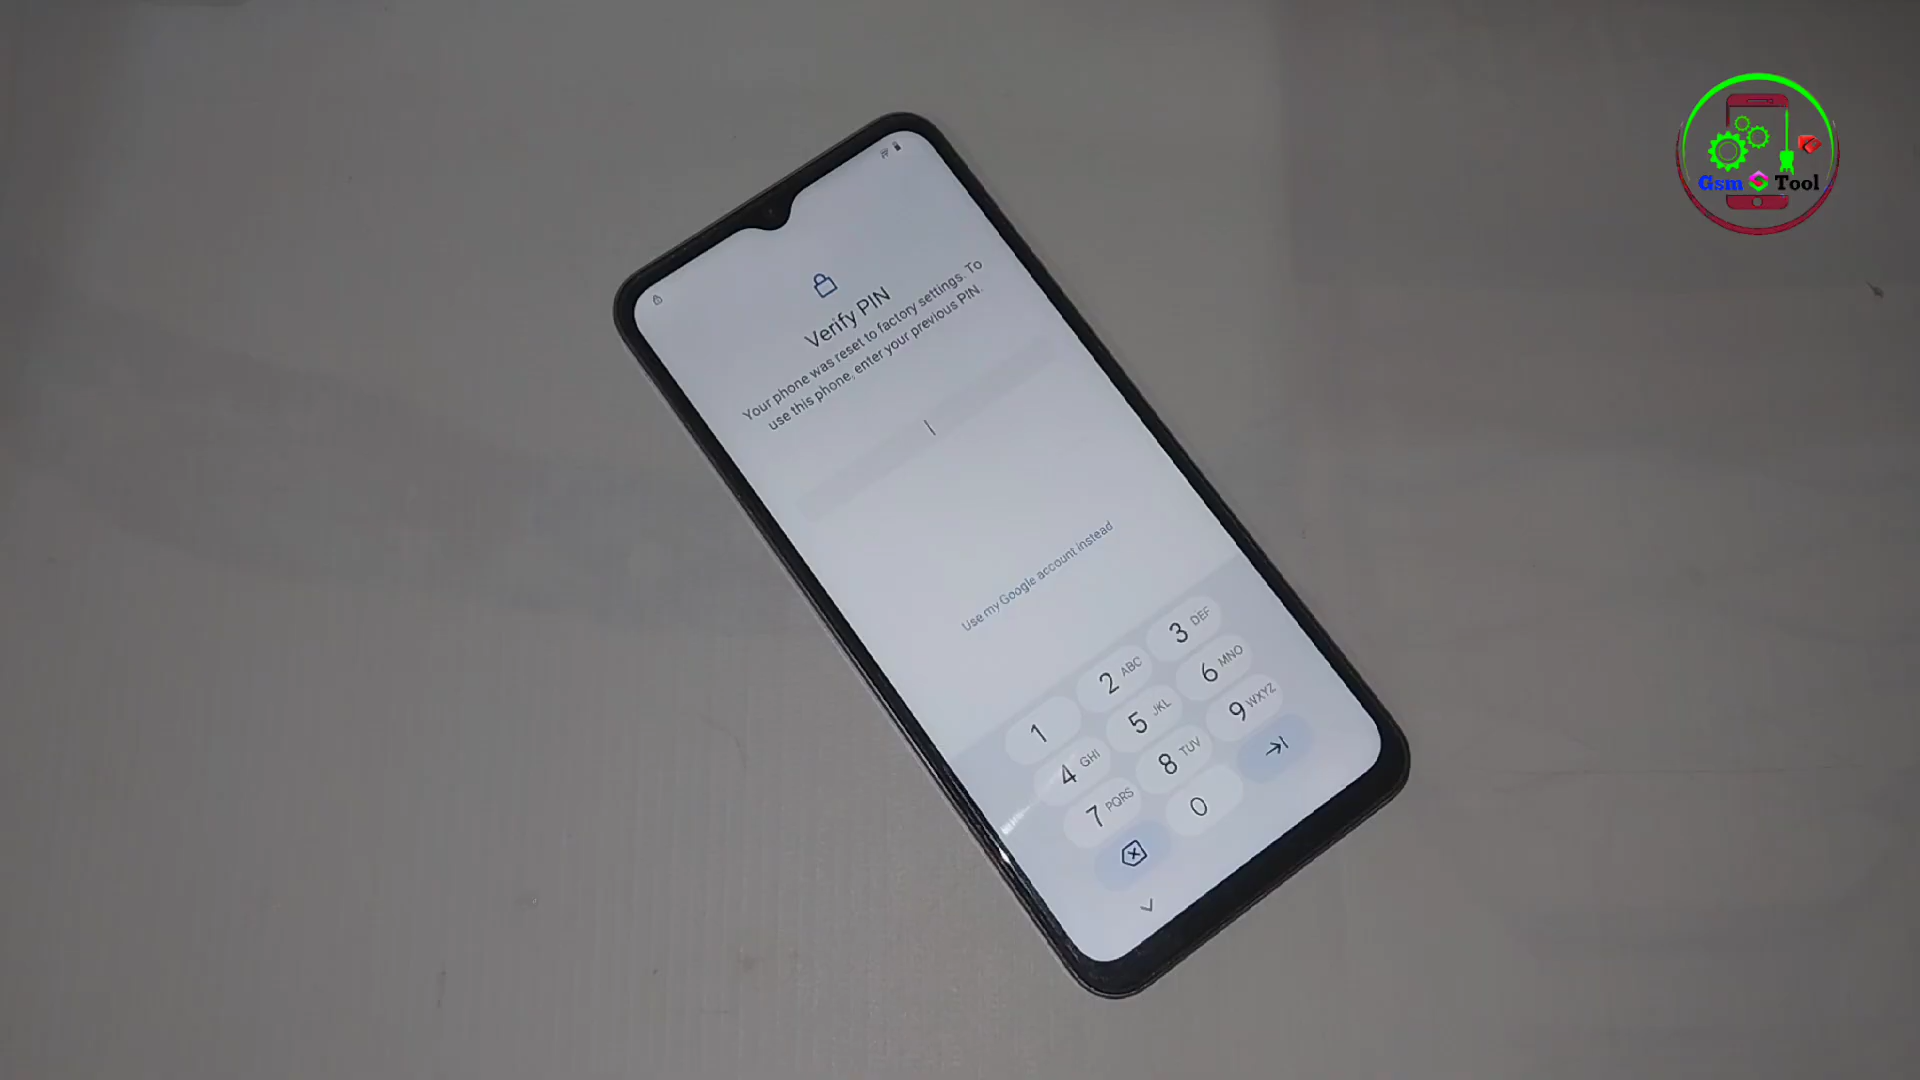 Gsm Tool
Verify PIN
Your phone was reset to factory settings. To
use this phone, enter your previous PIN.
Use my Google account instead
1
2 ABC
3 DEF
4 GHI
5 JKL
6 MNO
7 PQRS
8 TUV
9 WXYZ
0